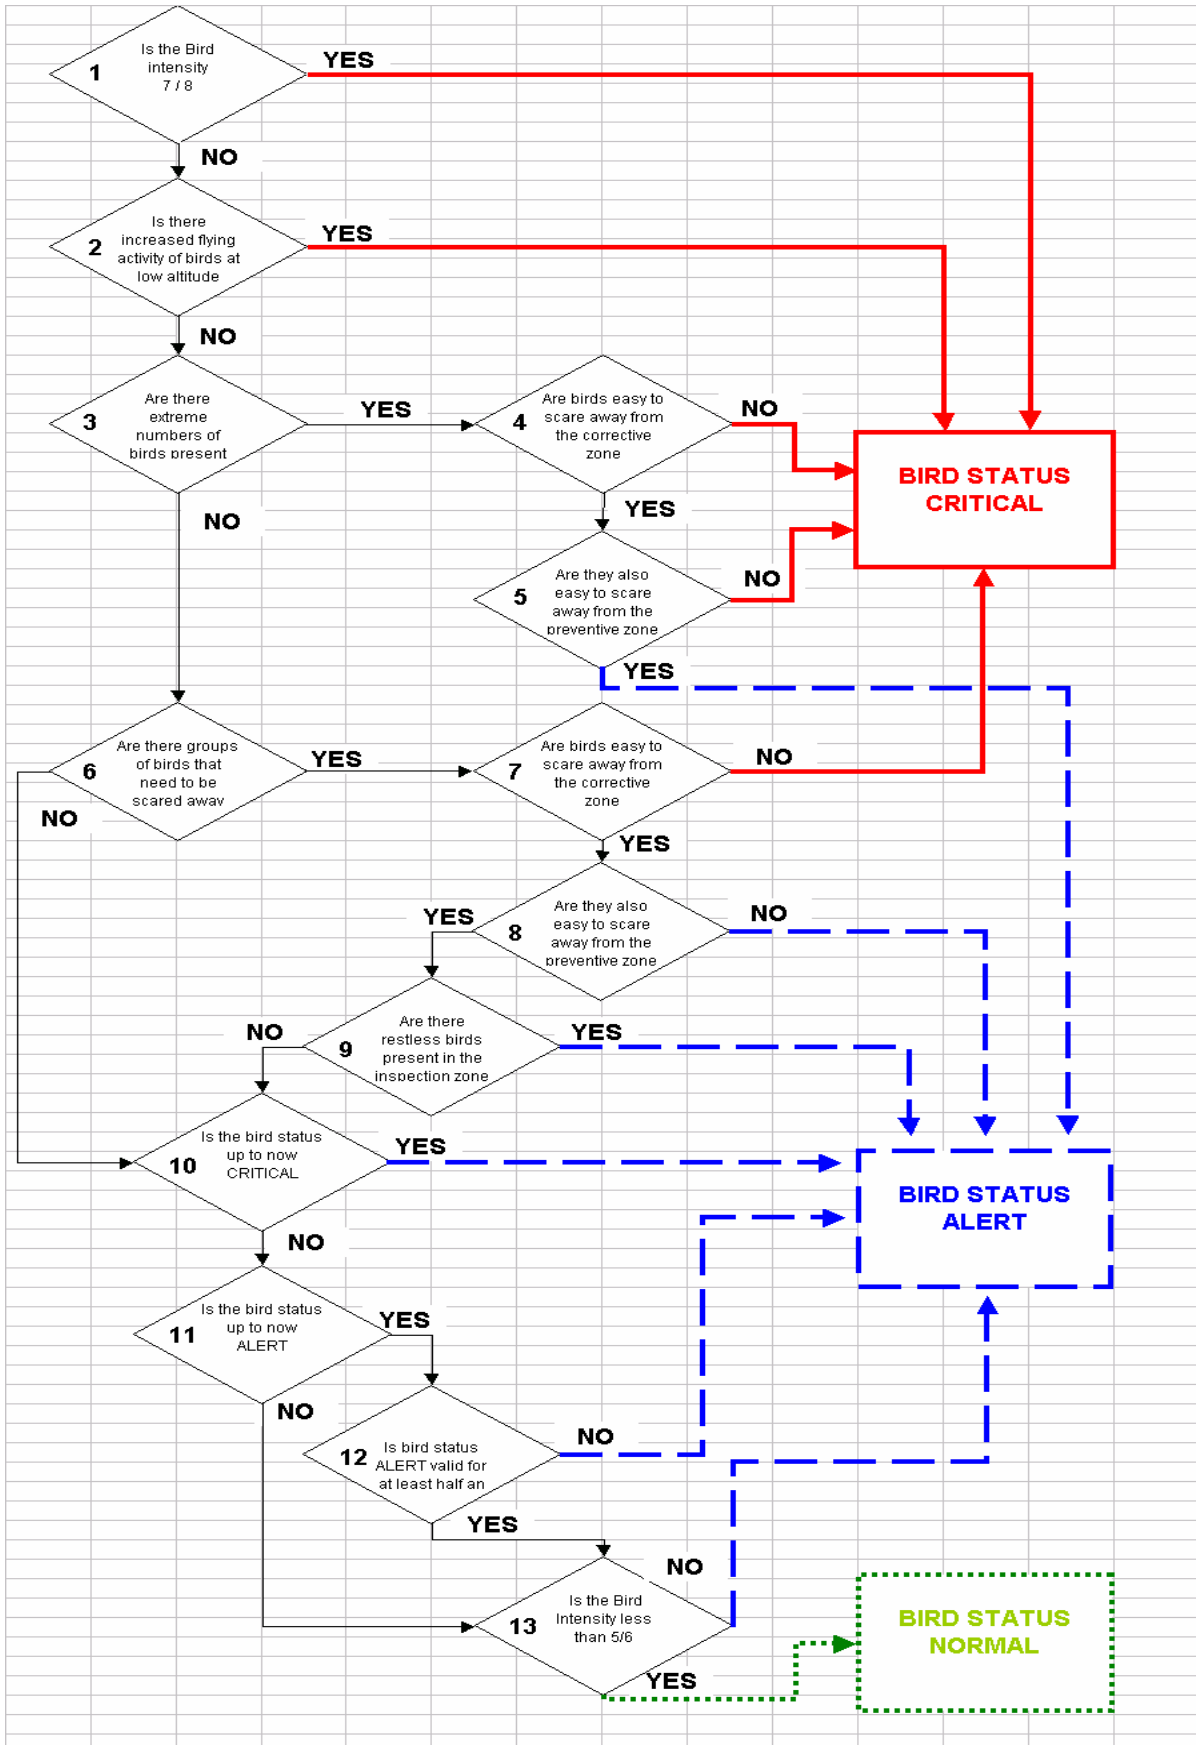 Is the Bird
intensity
7 / 8
1
YES
NO
Is there
increased flying
activity of birds at
low altitude
2
YES
NO
Are there
extreme
numbers of
birds present
3
YES
Are birds easy to
scare away from
the corrective
zone
4
NO
BIRD STATUS
CRITICAL
NO
YES
Are they also
easy to scare
away from the
preventive zone
5
NO
YES
Are there groups
of birds that
need to be
scared away
6
YES
NO
Are birds easy to
scare away from
the corrective
zone
7
NO
YES
Are they also
easy to scare
away from the
preventive zone
8
YES
NO
Are there
restless birds
present in the
inspection zone
9
NO
YES
Is the bird status
up to now
CRITICAL
10
YES
BIRD STATUS
ALERT
NO
Is the bird status
up to now
ALERT
11
YES
NO
Is bird status
ALERT valid for
at least half an
12
NO
YES
Is the Bird
Intensity less
than 5/6
13
NO
YES
BIRD STATUS
NORMAL